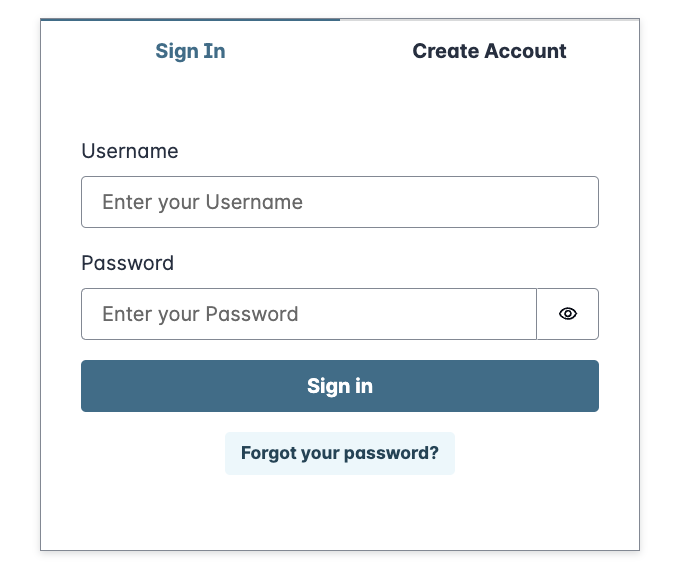 Sign In
Create Account
Username
Enter your Username
Password
Enter your Password
Sign in
Forgot your password?